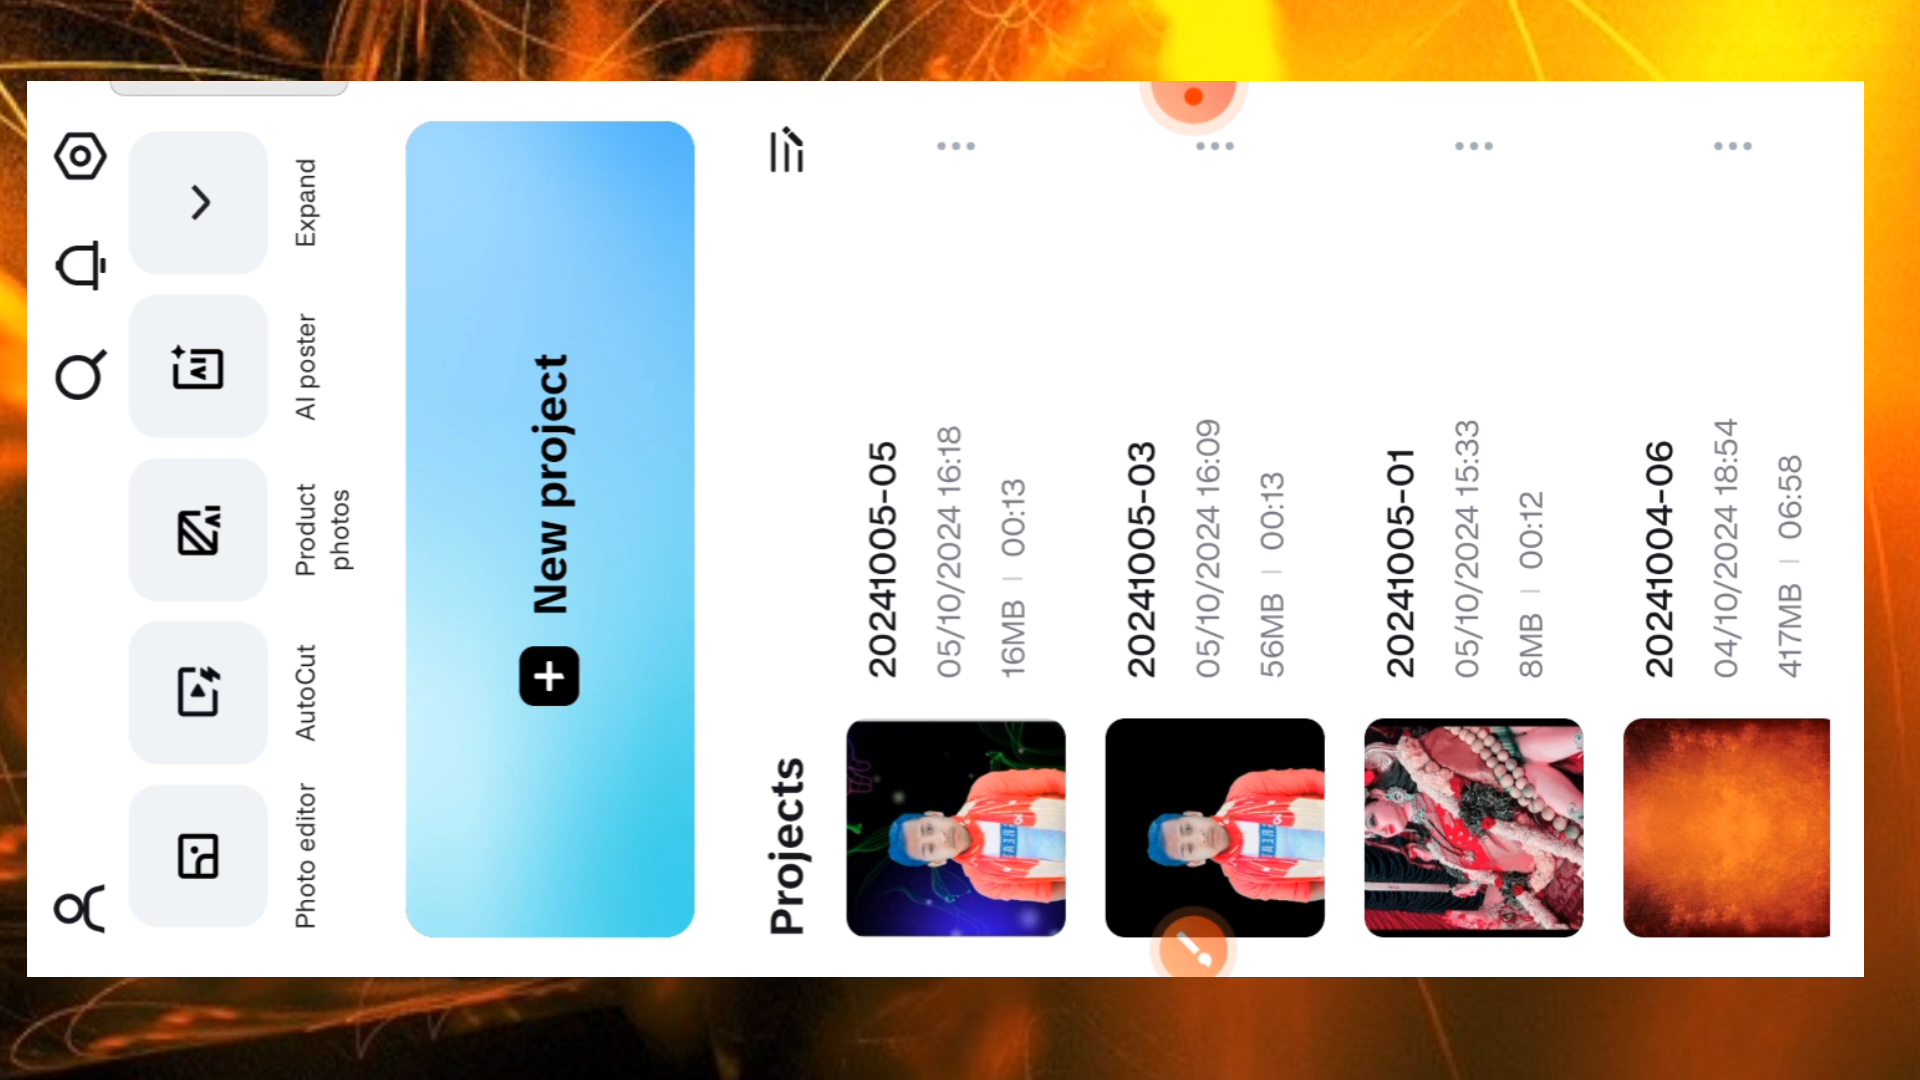 Photo editor
AutoCut
Product
photos
AI poster
Expand
New project
Projects
20241005-05
05/10/2024 16:18
16MB | 00:13
20241005-03
05/10/2024 16:09
56MB | 00:13
20241005-01
05/10/2024 15:33
8MB | 00:12
20241004-06
04/10/2024 18:54
417MB | 06:58